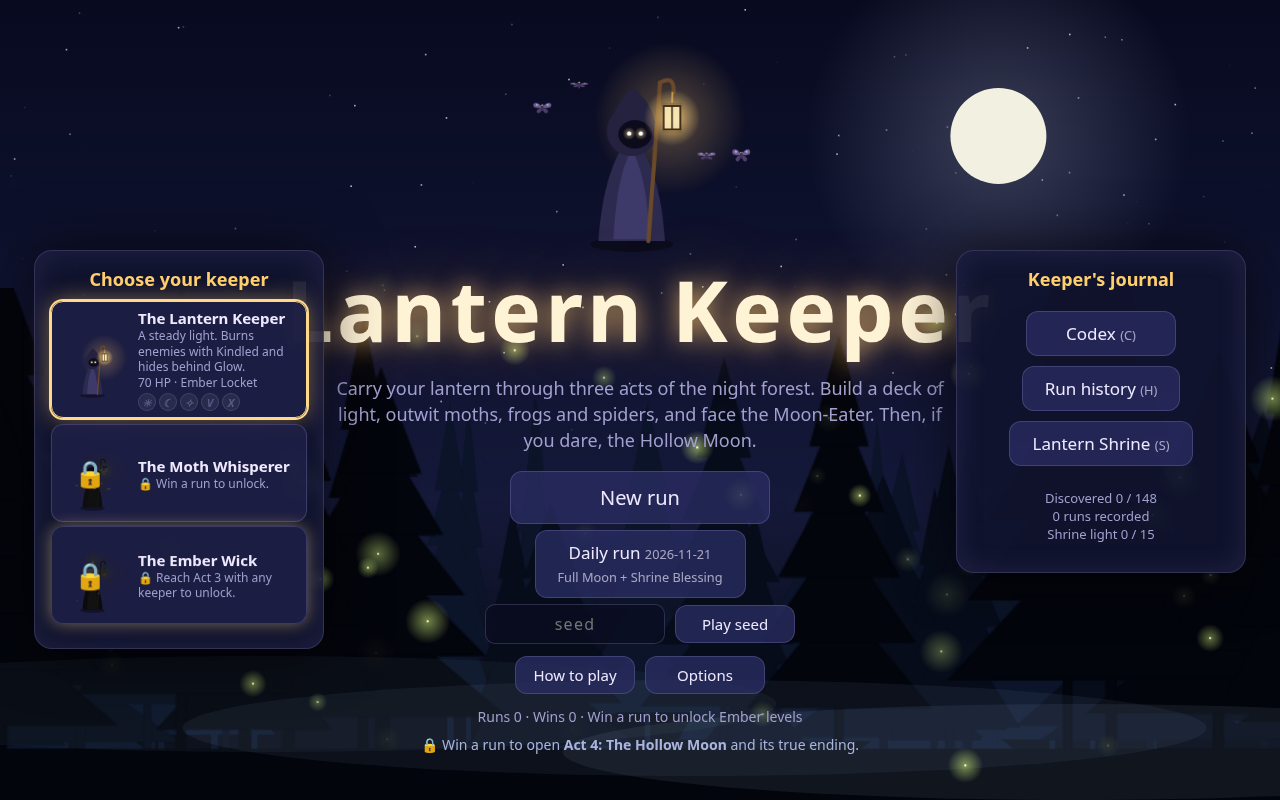 Lantern Keeper
Carry your lantern through three acts of the night forest. Build a deck of
light, outwit moths, frogs and spiders, and face the Moon-Eater. Then, if
you dare, the Hollow Moon.
Choose your keeper
The Lantern Keeper
A steady light. Burns
enemies with Kindled and
hides behind Glow.
70 HP · Ember Locket
☀ ☾ ✧ V X
The Moth Whisperer
🔒 Win a run to unlock.
The Ember Wick
🔒 Reach Act 3 with any
keeper to unlock.
New run
Daily run 2026-11-21
Full Moon + Shrine Blessing
seed
Play seed
How to play
Options
Runs 0 · Wins 0 · Win a run to unlock Ember levels
🔒 Win a run to open Act 4: The Hollow Moon and its true ending.
Keeper's journal
Codex (C)
Run history (H)
Lantern Shrine (S)
Discovered 0 / 148
0 runs recorded
Shrine light 0 / 15